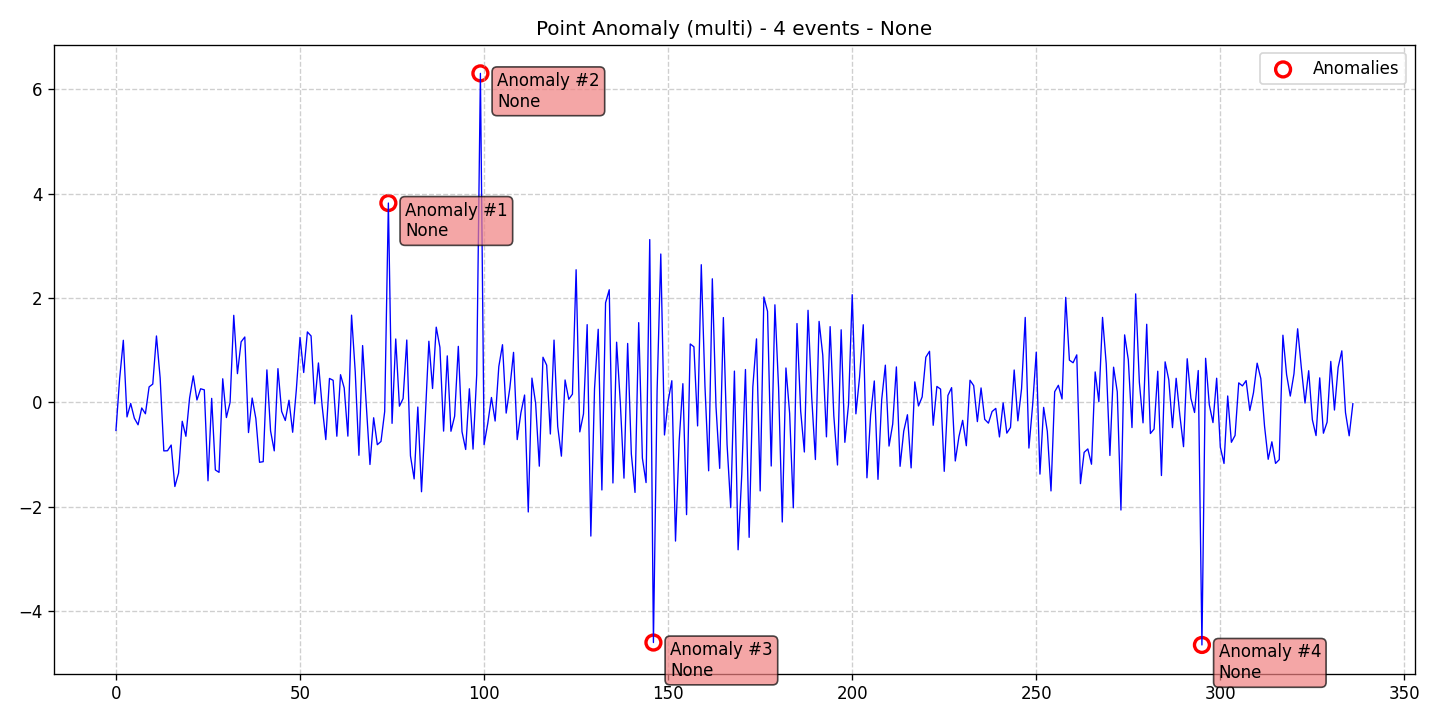 Point Anomaly (multi) - 4 events - None
Anomalies
Anomaly #2
None
Anomaly #1
None
Anomaly #3
None
Anomaly #4
None
6
4
2
0
−2
−4
0
50
100
150
200
250
300
350